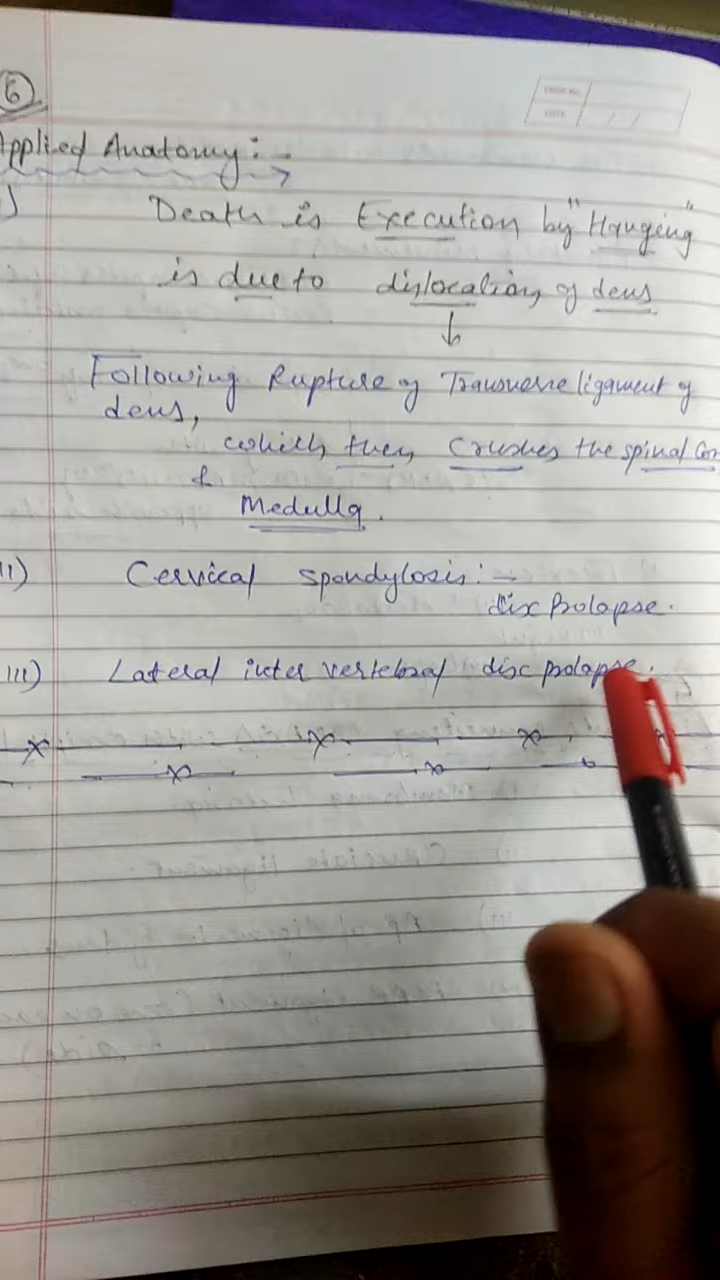 6
Applied Anatomy:-
I) Death is Execution by "Hanging"
is due to dislocation of dens
Following Rupture of Transverse ligament of
dens,
which then crushes the spinal Cor
&
Medulla.
II) Cervical spondylosis:-
disc Prolapse.
III) Lateral inter vertebral disc prolapse.